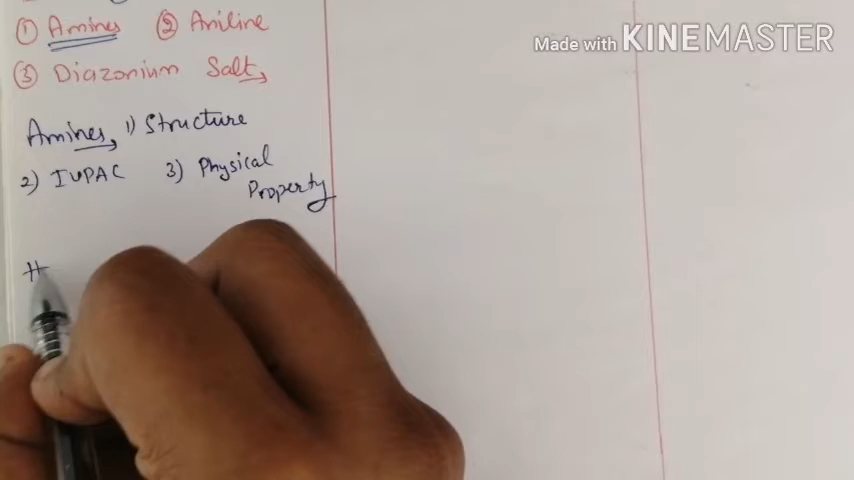 ① Amines ② Aniline
Made with KINEMASTER
③ Diazonium Salt,
Amines, 1) Structure
2) IUPAC 3) Physical
Property
#